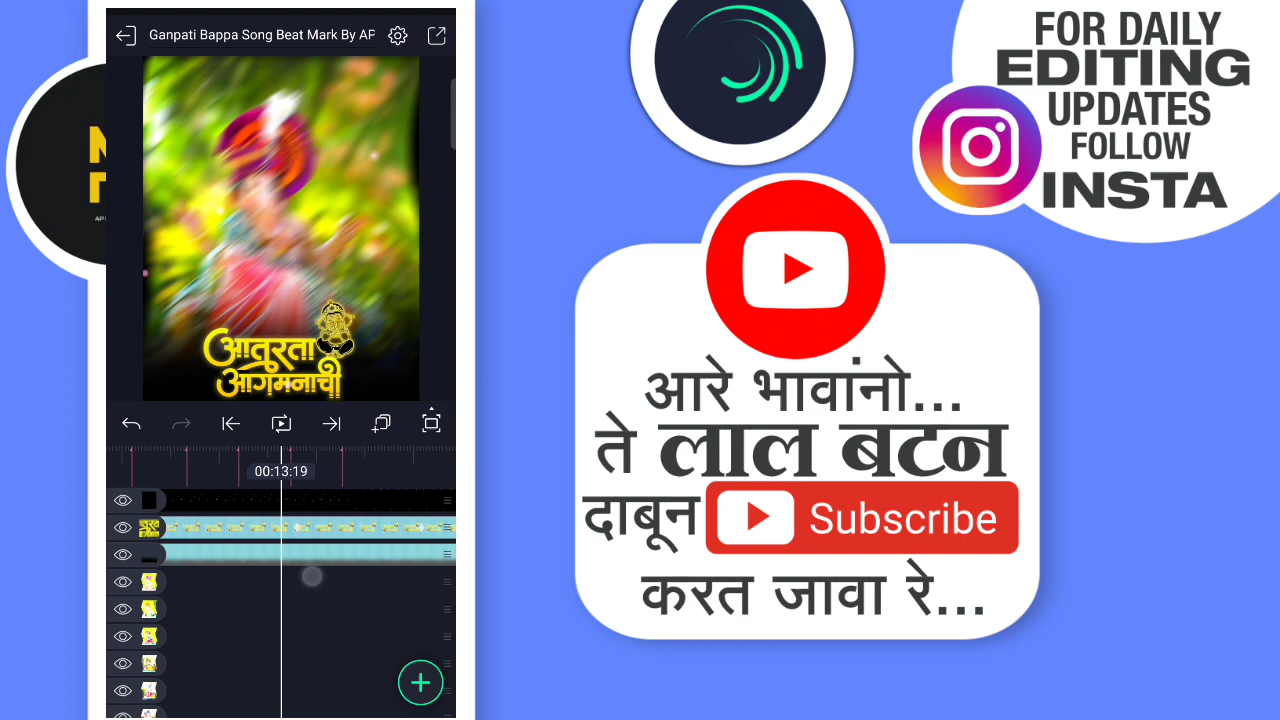 Ganpati Bappa Song Beat Mark By AP
आतुरता
आगमनाची
00:13:19
FOR DAILY
EDITING
UPDATES
FOLLOW
INSTA
आरे भावांनो...
ते लाल बटन
दाबून Subscribe
करत जावा रे...